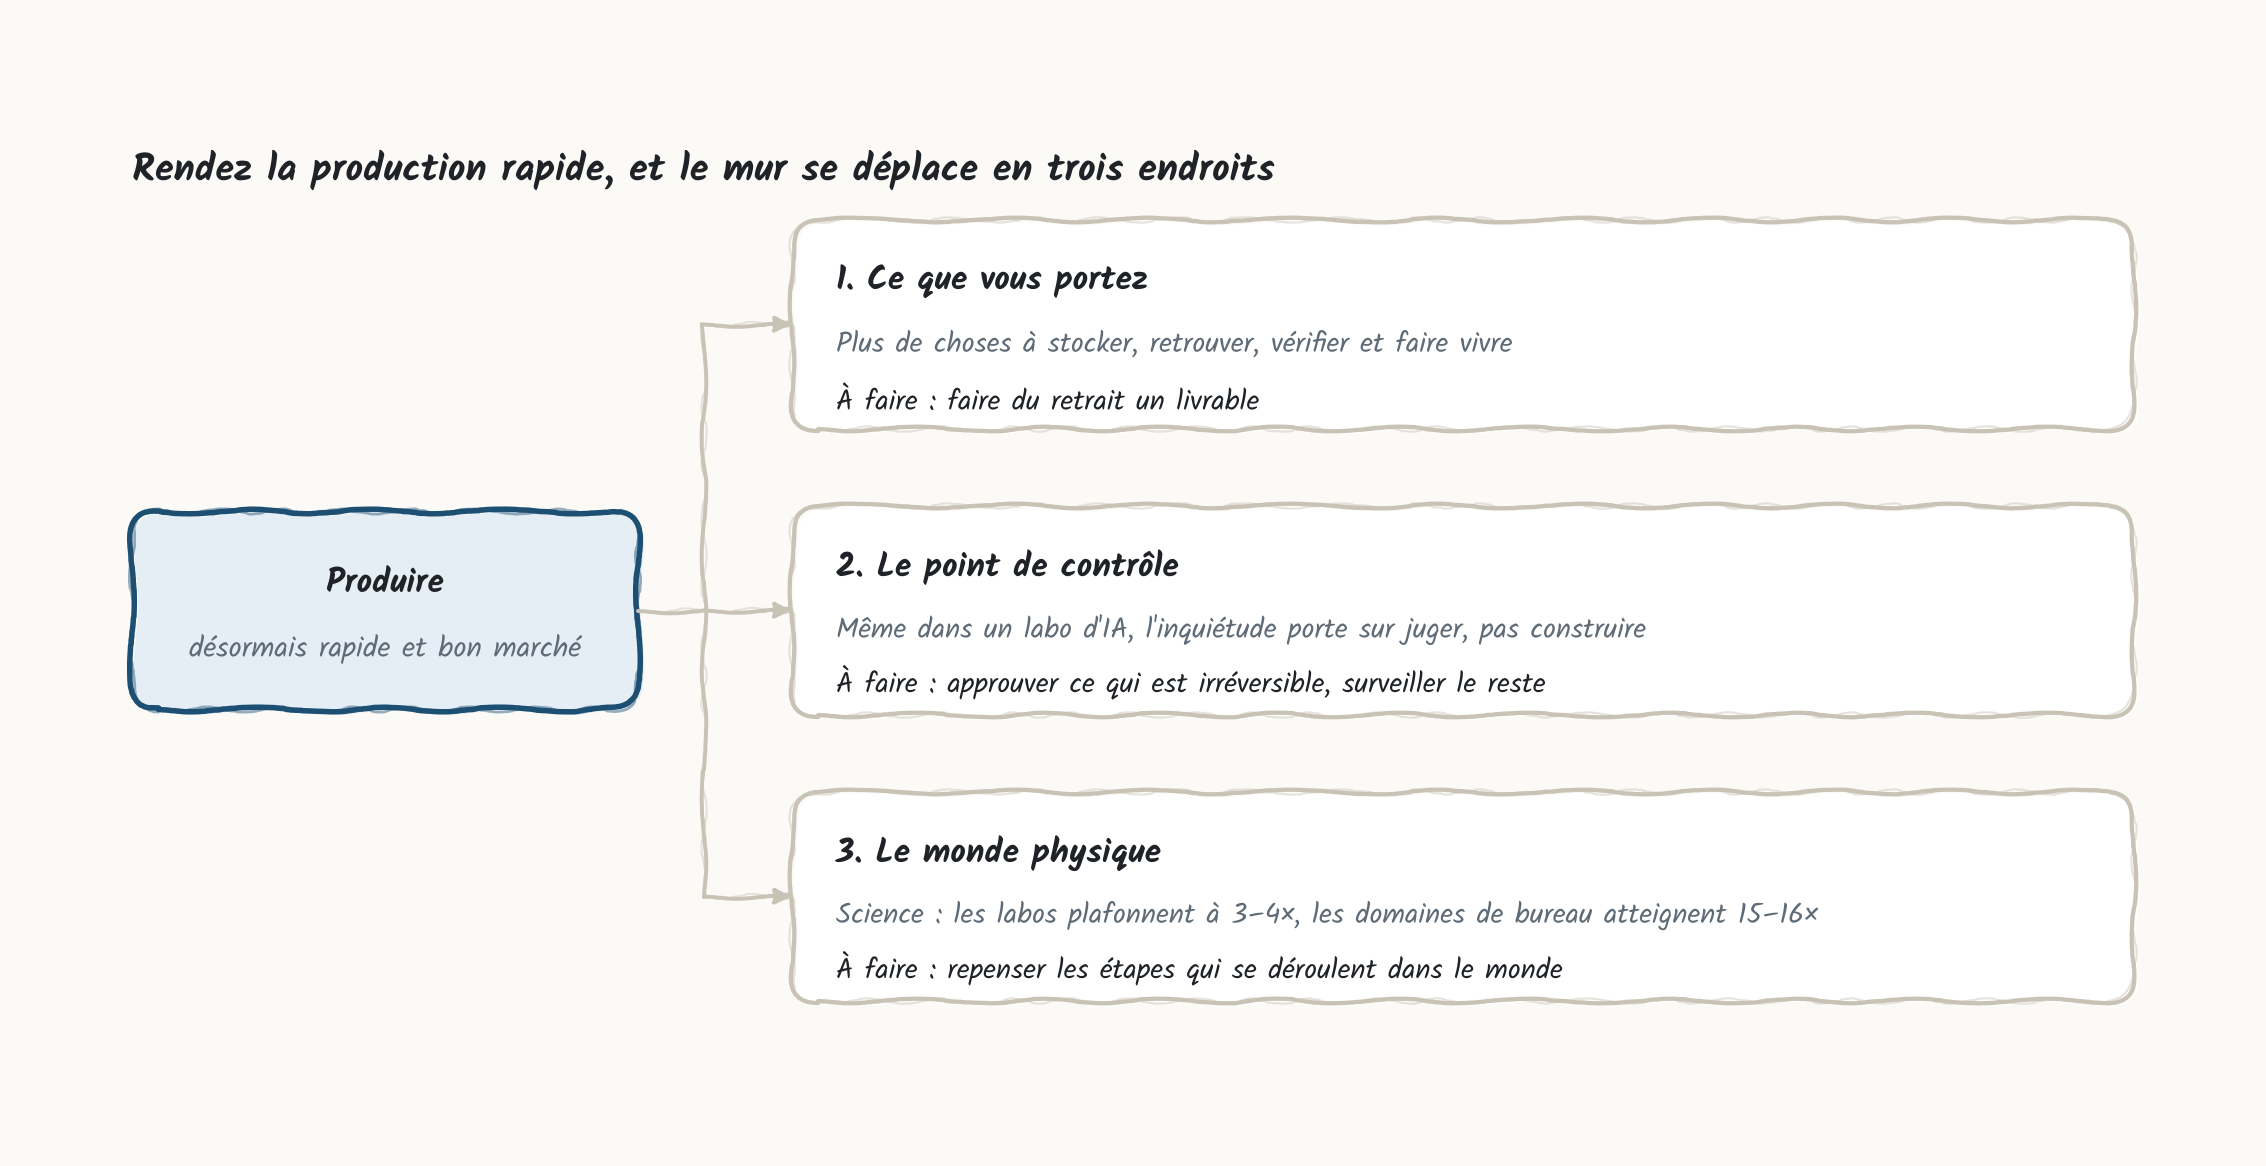 Rendez la production rapide, et le mur se déplace en trois endroits
1. Ce que vous portez
Plus de choses à stocker, retrouver, vérifier et faire vivre
À faire : faire du retrait un livrable
Produire
désormais rapide et bon marché
2. Le point de contrôle
Même dans un labo d'IA, l'inquiétude porte sur juger, pas construire
À faire : approuver ce qui est irréversible, surveiller le reste
3. Le monde physique
Science : les labos plafonnent à 3–4×, les domaines de bureau atteignent 15–16×
À faire : repenser les étapes qui se déroulent dans le monde